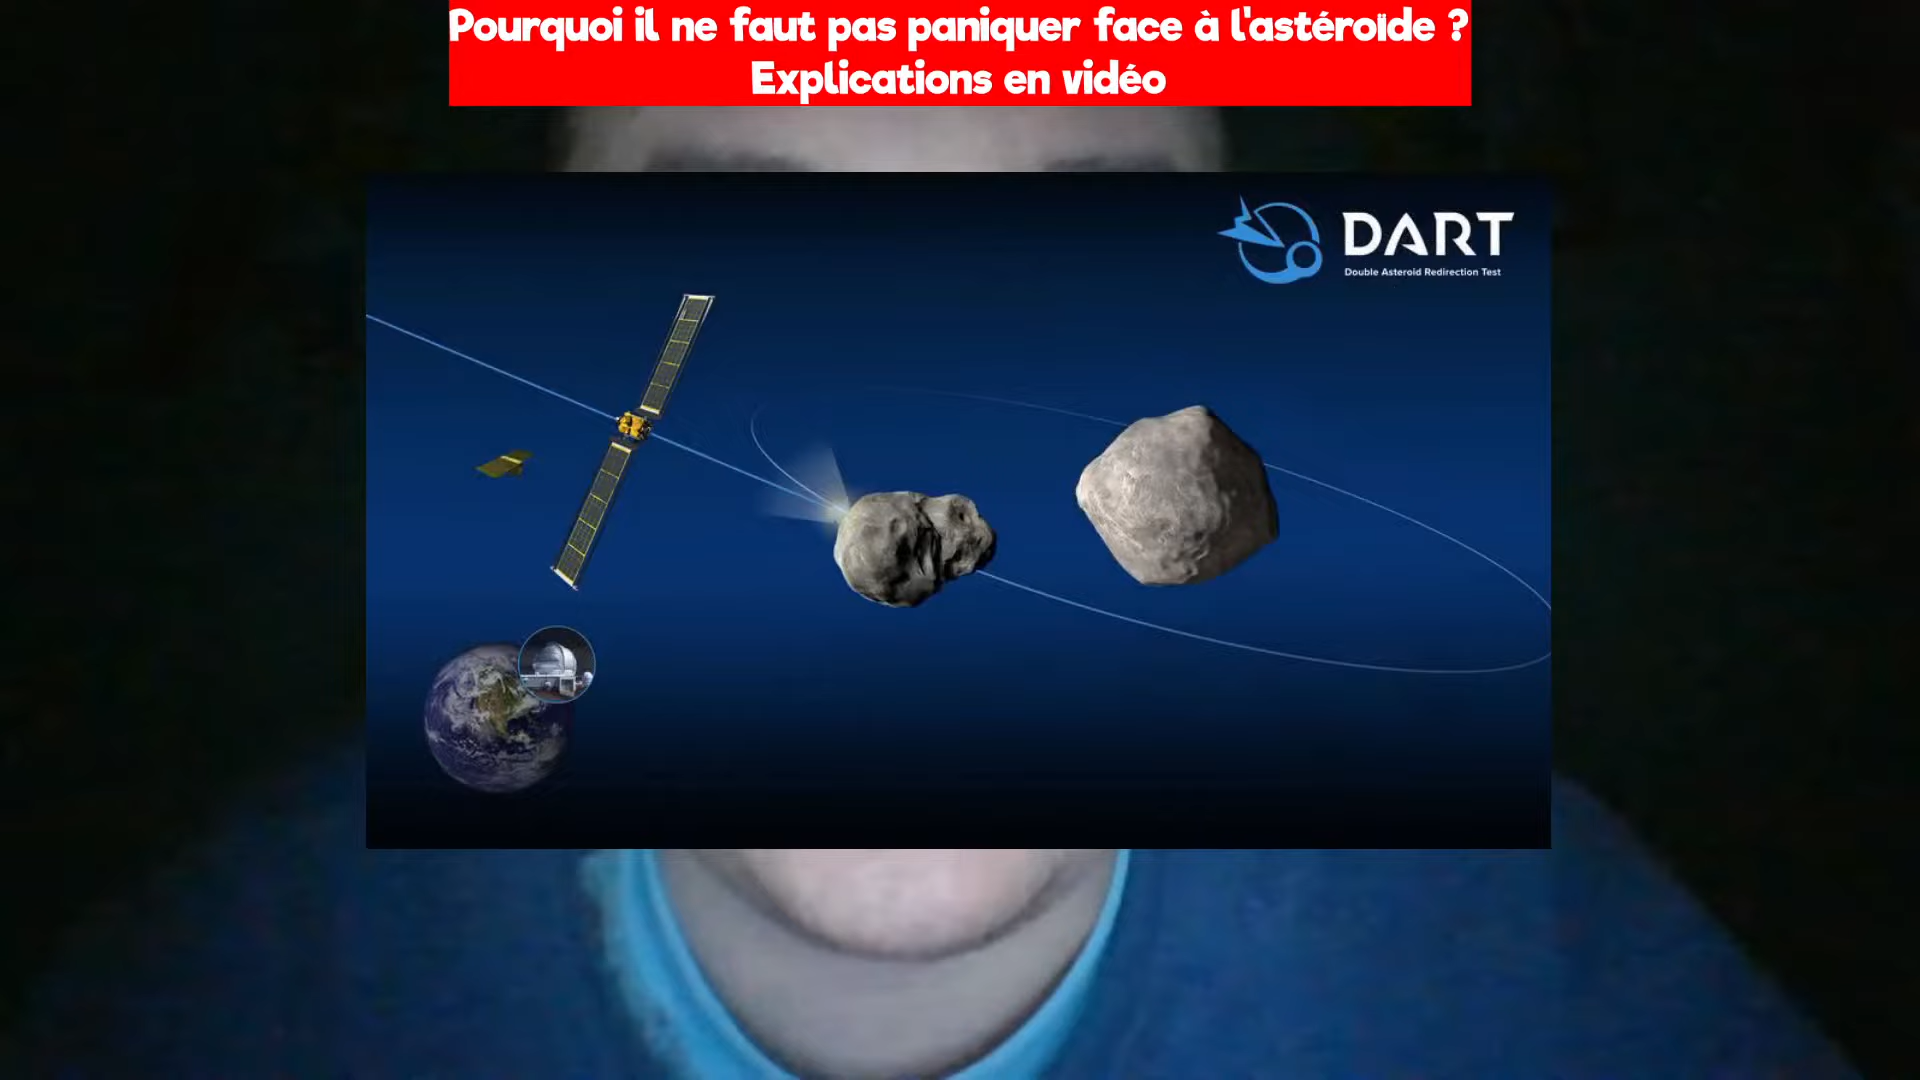 Pourquoi il ne faut pas paniquer face à l'astéroïde ?
Explications en vidéo
DART
Double Asteroid Redirection Test